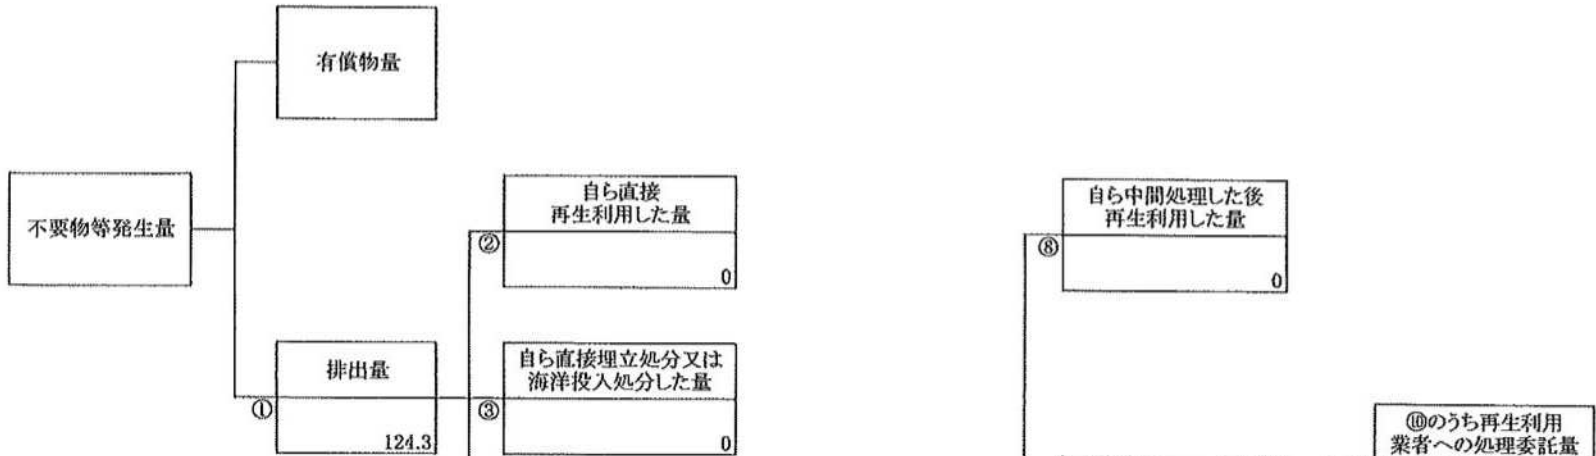 有償物量
不要物等発生量
自ら直接
再生利用した量
②
0
自ら中間処理した後
再生利用した量
⑧
0
排出量
①
124.3
自ら直接埋立処分又は
海洋投入処分した量
③
0
⑩のうち再生利用
業者への処理委託量